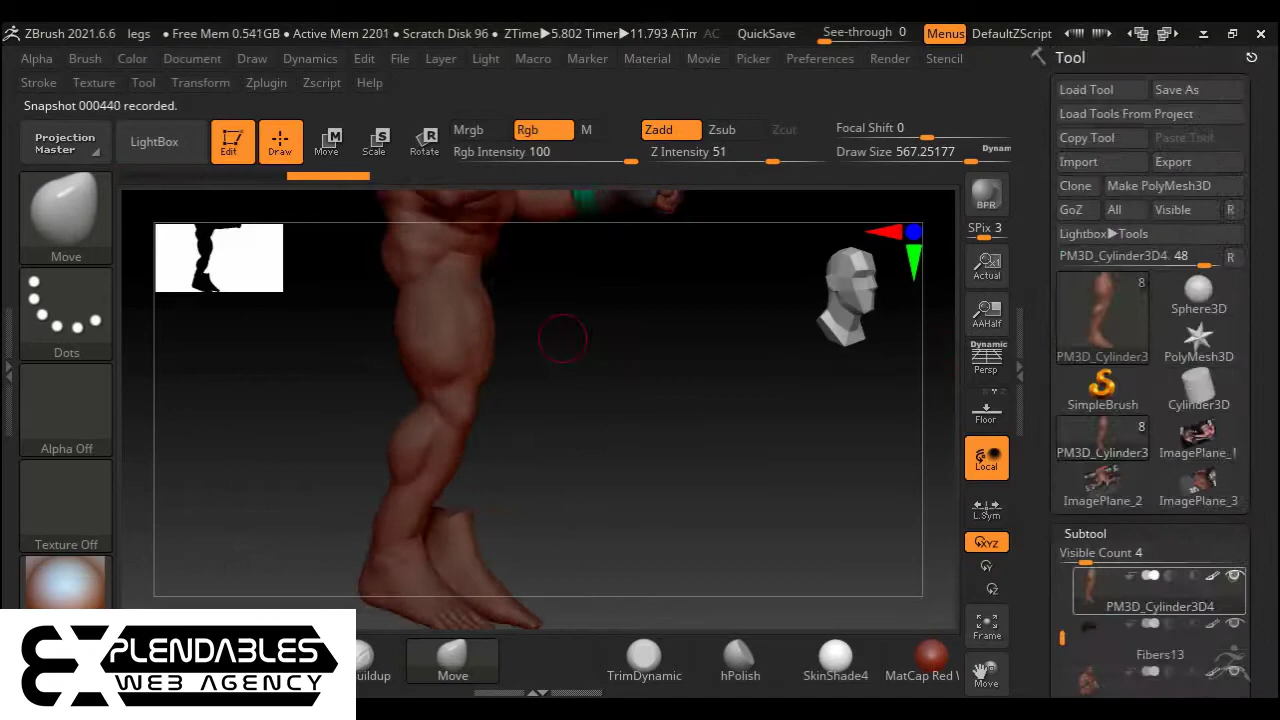 ZBrush 2021.6.6 legs • Free Mem 0.541GB • Active Mem 2201 • Scratch Disk 96 • ZTime▶5.802 Timer▶11.793 ATim AC QuickSave See-through 0 Menus DefaultZScript
Alpha Brush Color Document Draw Dynamics Edit File Layer Light Macro Marker Material Movie Picker Preferences Render Stencil
Stroke Texture Tool Transform Zplugin Zscript Help
Snapshot 000440 recorded.
Projection Master
LightBox
Edit
Draw
Move
Scale
Rotate
Mrgb Rgb M
Rgb Intensity 100
Zadd Zsub Zcut
Z Intensity 51
Focal Shift 0
Draw Size 567.25177 Dynam
Move
Dots
Alpha Off
Texture Off
BPR
SPix 3
Actual
AAHalf
Dynamic
Persp
Floor
Local
L.Sym
XYZ
Frame
Move
Tool
Load Tool Save As
Load Tools From Project
Copy Tool Paste Tool
Import Export
Clone Make PolyMesh3D
GoZ All Visible R
Lightbox▶Tools
PM3D_Cylinder3D4. 48 R
8
PM3D_Cylinder3
Sphere3D
PolyMesh3D
SimpleBrush
Cylinder3D
8
PM3D_Cylinder3
ImagePlane_1
ImagePlane_2
ImagePlane_3
Subtool
Visible Count 4
PM3D_Cylinder3D4
Fibers13
Buildup
Move
TrimDynamic
hPolish
SkinShade4
MatCap Red W
EXPLENDABLES
WEB AGENCY